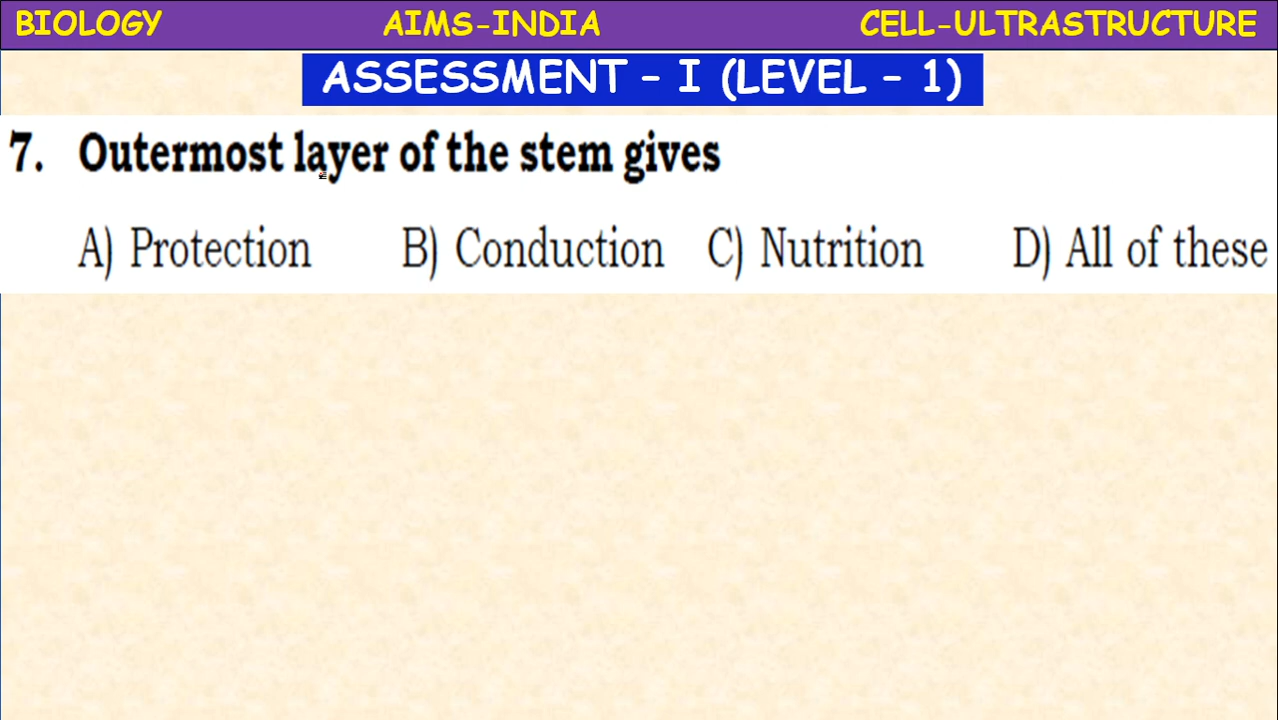 BIOLOGY AIMS-INDIA CELL-ULTRASTRUCTURE
ASSESSMENT – I (LEVEL – 1)
7. Outermost layer of the stem gives
A) Protection B) Conduction C) Nutrition D) All of these